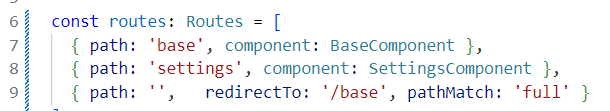 6 const routes: Routes = [
7 { path: 'base', component: BaseComponent },
8 { path: 'settings', component: SettingsComponent },
9 { path: '',   redirectTo: '/base', pathMatch: 'full' }